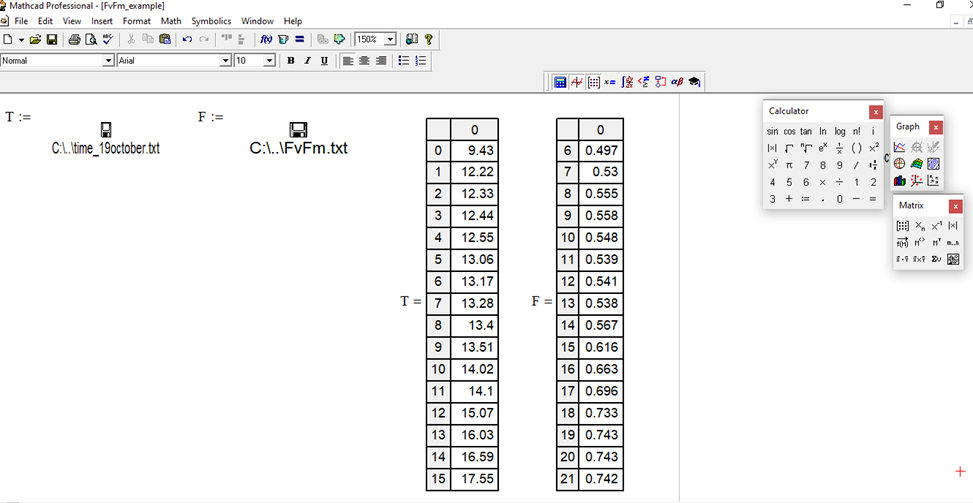 Mathcad Professional - [FvFm_example]
File Edit View Insert Format Math Symbolics Window Help
150%
Normal Arial 10 B I U
T := F :=
C:\..\time_19october.txt C:\..\FvFm.txt
T =
0
0 9.43
1 12.22
2 12.33
3 12.44
4 12.55
5 13.06
6 13.17
7 13.28
8 13.4
9 13.51
10 14.02
11 14.1
12 15.07
13 16.03
14 16.59
15 17.55
F =
0
6 0.497
7 0.53
8 0.555
9 0.558
10 0.548
11 0.539
12 0.541
13 0.538
14 0.567
15 0.616
16 0.663
17 0.696
18 0.733
19 0.743
20 0.743
21 0.742
Calculator
sin cos tan ln log n! i
|×| √ ⁿ√ eˣ 1/x ( ) x²
xʸ π 7 8 9 /
4 5 6 × ÷ 1 2
3 + := . 0 − =
Graph
Matrix
xₙ x⁻¹ |×|
f(M) M<> Mᵀ m..n